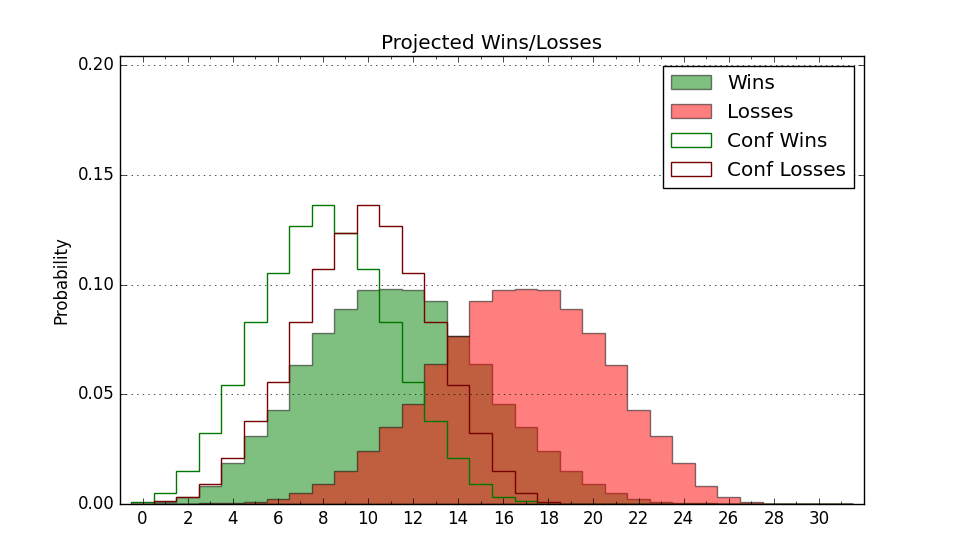 Projected Wins/Losses
0.20
0.15
0.10
0.05
0.00
Probability
Wins
Losses
Conf Wins
Conf Losses
0 2 4 6 8 10 12 14 16 18 20 22 24 26 28 30